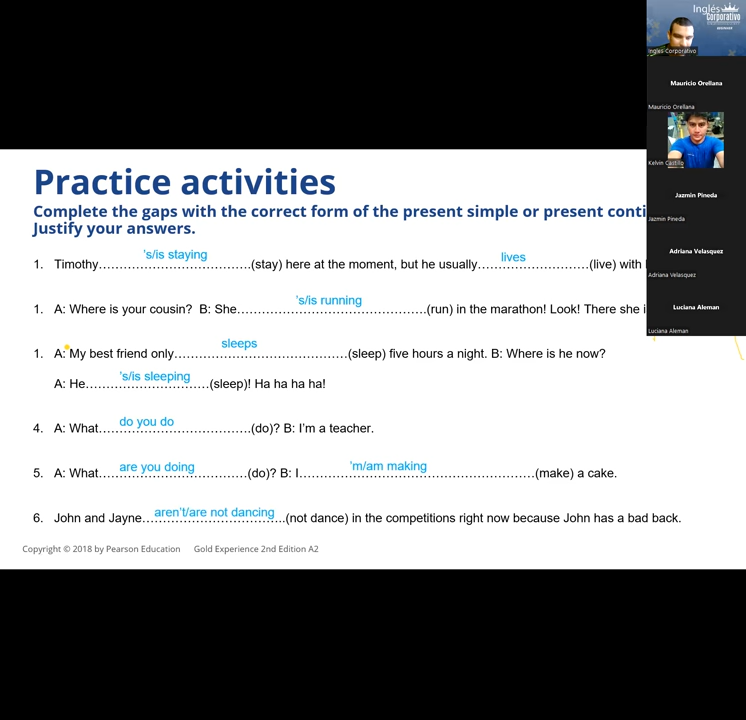 Inglés
Corporativo
Inglés Corporativo
Mauricio Orellana
Mauricio Orellana
Kelvin Castillo
Jazmin Pineda
Jazmin Pineda
Adriana Velasquez
Adriana Velasquez
Luciana Aleman
Luciana Aleman
Practice activities
Complete the gaps with the correct form of the present simple or present conti
Justify your answers.
's/is staying lives
1. Timothy……………………………………….(stay) here at the moment, but he usually…………………………(live) with
's/is running
1. A: Where is your cousin? B: She……………………………………………….(run) in the marathon! Look! There she i
sleeps
1. A: My best friend only……………………………………………(sleep) five hours a night. B: Where is he now?
's/is sleeping
A: He……………………………(sleep)! Ha ha ha ha!
do you do
4. A: What……………………………………….(do)? B: I'm a teacher.
are you doing 'm/am making
5. A: What……………………………………(do)? B: I………………………………………………………(make) a cake.
aren't/are not dancing
6. John and Jayne………………………………..(not dance) in the competitions right now because John has a bad back.
Copyright © 2018 by Pearson Education Gold Experience 2nd Edition A2